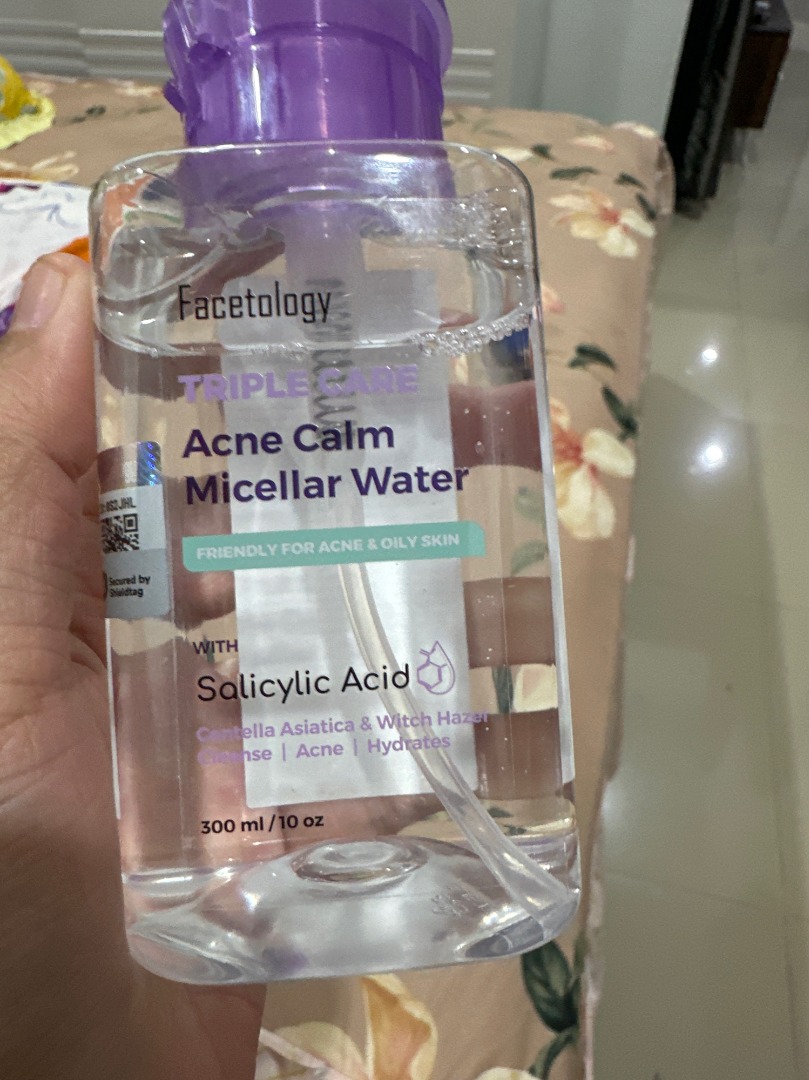 Facetology
TRIPLE CARE
Acne Calm
Micellar Water
FRIENDLY FOR ACNE & OILY SKIN
WITH
Salicylic Acid
Centella Asiatica & Witch Hazel
Cleanse | Acne | Hydrates
300 ml / 10 oz
Secured by
Shieldtag